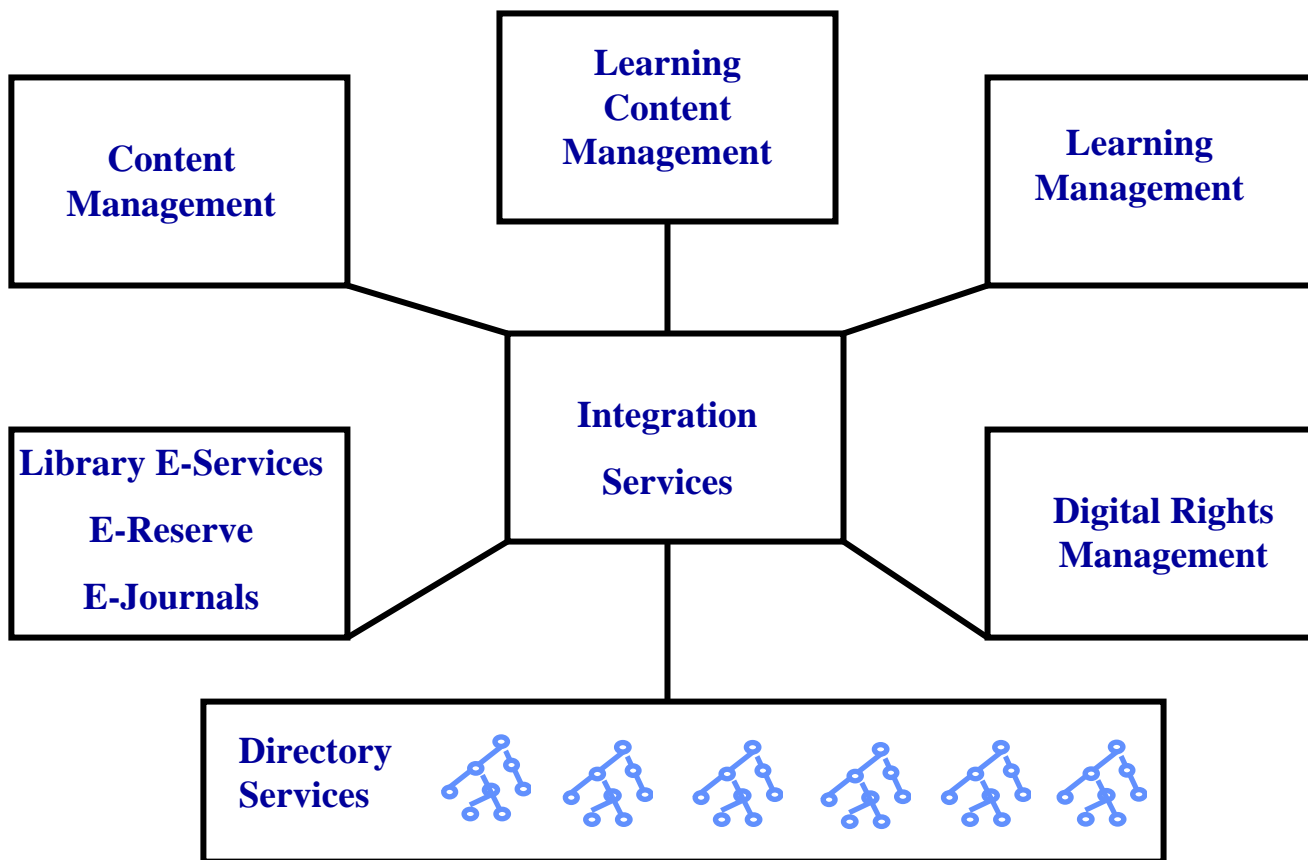 Learning
Content
Management
Content
Management
Learning
Management
Integration
Services
Library E-Services
E-Reserve
E-Journals
Digital Rights
Management
Directory
Services